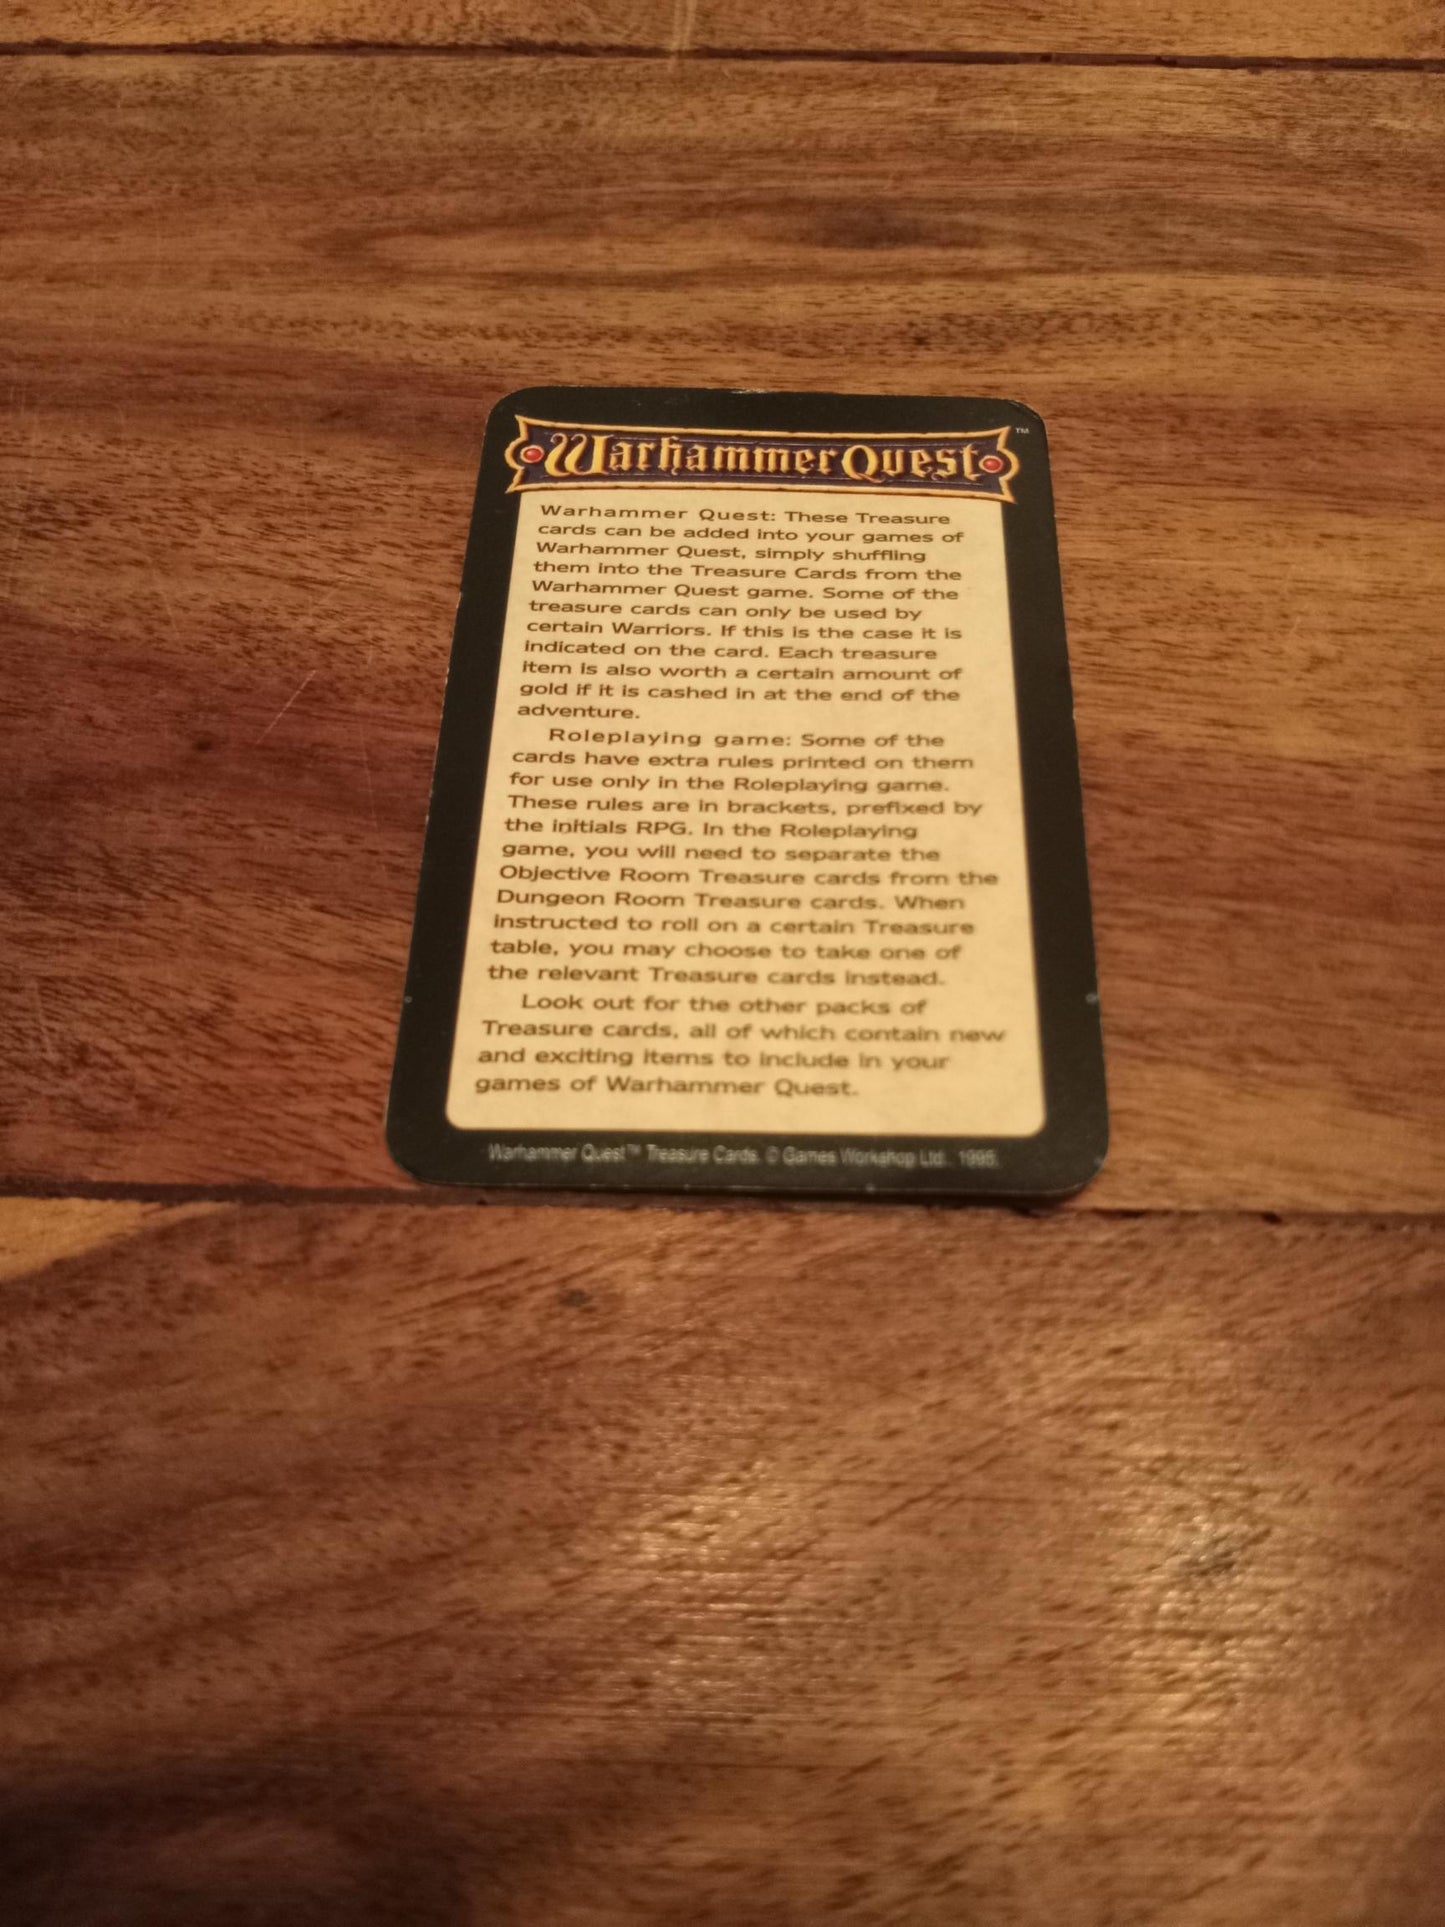 Warhammer Quest™
Warhammer Quest: These Treasure
cards can be added into your games of
Warhammer Quest, simply shuffling
them into the Treasure Cards from the
Warhammer Quest game. Some of the
treasure cards can only be used by
certain Warriors. If this is the case it is
indicated on the card. Each treasure
item is also worth a certain amount of
gold if it is cashed in at the end of the
adventure.
Roleplaying game: Some of the
cards have extra rules printed on them
for use only in the Roleplaying game.
These rules are in brackets, prefixed by
the initials RPG. In the Roleplaying
game, you will need to separate the
Objective Room Treasure cards from the
Dungeon Room Treasure cards. When
instructed to roll on a certain Treasure
table, you may choose to take one of
the relevant Treasure cards instead.
Look out for the other packs of
Treasure cards, all of which contain new
and exciting items to include in your
games of Warhammer Quest.
Warhammer Quest™ Treasure Cards. © Games Workshop Ltd., 1995.